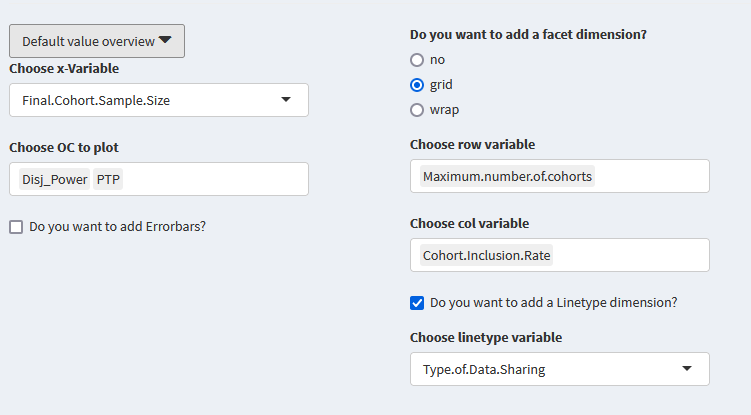 Default value overview
Choose x-Variable
Final.Cohort.Sample.Size
Choose OC to plot
Disj_Power PTP
Do you want to add Errorbars?
Do you want to add a facet dimension?
no
grid
wrap
Choose row variable
Maximum.number.of.cohorts
Choose col variable
Cohort.Inclusion.Rate
Do you want to add a Linetype dimension?
Choose linetype variable
Type.of.Data.Sharing